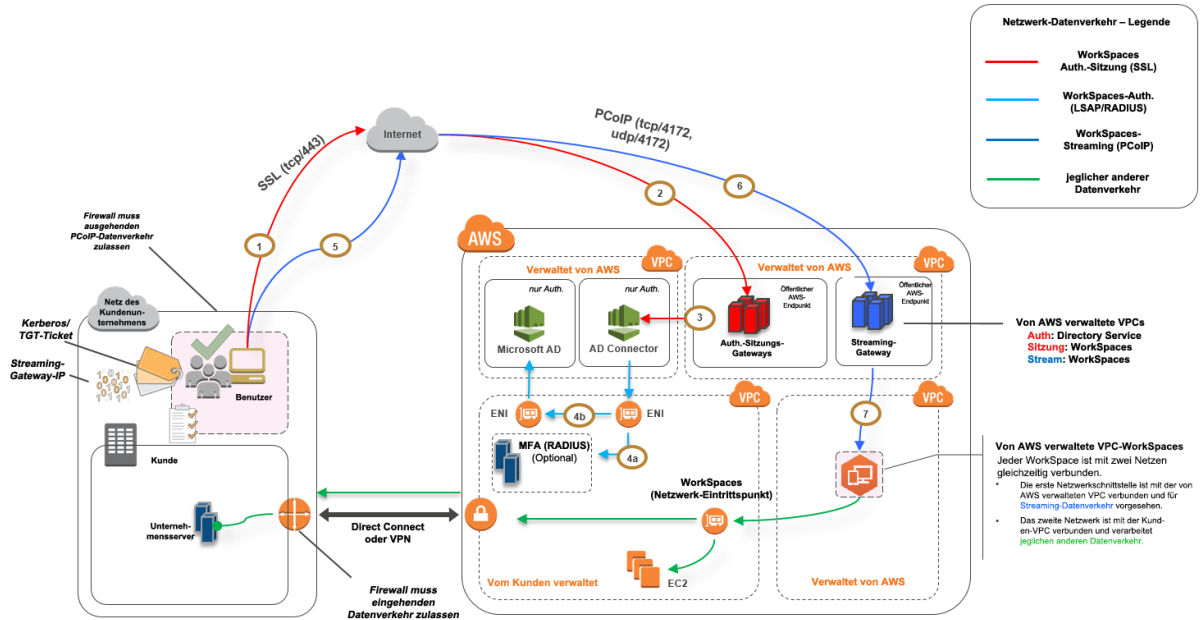 Netzwerk-Datenverkehr – Legende
WorkSpaces
Auth.-Sitzung (SSL)
WorkSpaces-Auth.
(LSAP/RADIUS)
WorkSpaces-
Streaming (PCoIP)
jeglicher anderer
Datenverkehr
Internet
SSL (tcp/443)
PCoIP (tcp/4172,
udp/4172)
1
5
2
6
Firewall muss
ausgehenden
PCoIP-Datenverkehr
zulassen
Netz des
Kundenun-
ternehmens
Kerberos/
TGT-Ticket
Streaming-
Gateway-IP
Benutzer
Kunde
Unterneh-
mensserver
Direct Connect
oder VPN
Firewall muss
eingehenden
Datenverkehr zulassen
AWS
VPC
Verwaltet von AWS
nur Auth.
Microsoft AD
nur Auth.
AD Connector
VPC
Verwaltet von AWS
Öffentlicher
AWS-
Endpunkt
Auth.-Sitzungs-
Gateways
Öffentlicher
AWS-
Endpunkt
Streaming-
Gateway
3
Von AWS verwaltete VPCs
Auth: Directory Service
Sitzung: WorkSpaces
Stream: WorkSpaces
VPC
ENI
4b
ENI
MFA (RADIUS)
(Optional)
4a
WorkSpaces
(Netzwerk-Eintrittspunkt)
EC2
Vom Kunden verwaltet
VPC
7
Verwaltet von AWS
Von AWS verwaltete VPC-WorkSpaces
Jeder WorkSpace ist mit zwei Netzen
gleichzeitig verbunden.
• Die erste Netzwerkschnittstelle ist mit der von
AWS verwalteten VPC verbunden und für
Streaming-Datenverkehr vorgesehen.
• Das zweite Netzwerk ist mit der Kund-
en-VPC verbunden und verarbeitet
jeglichen anderen Datenverkehr.